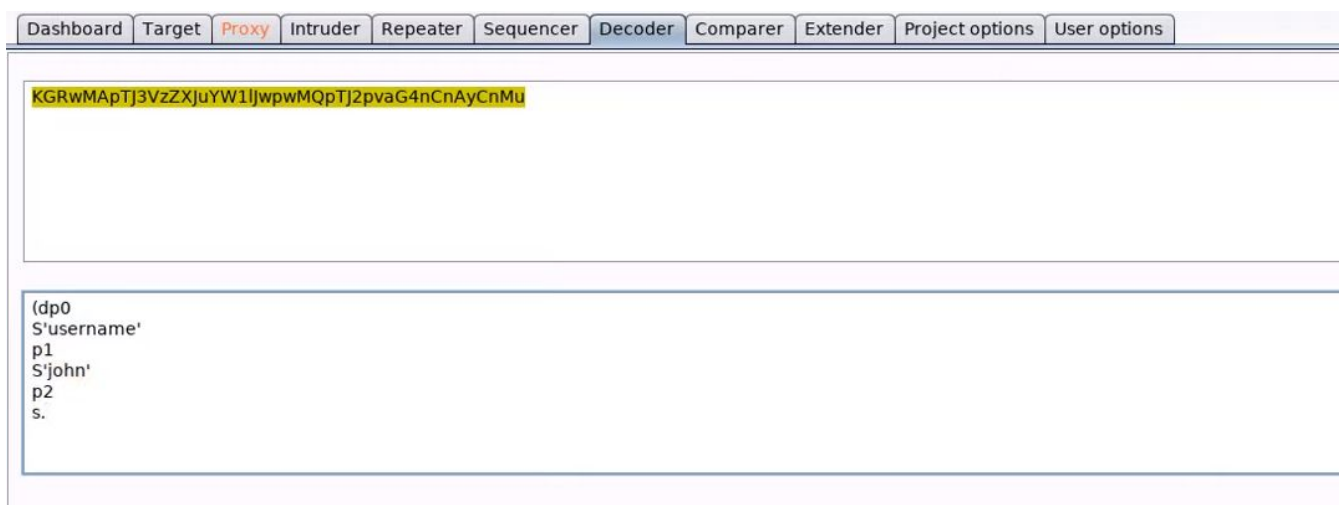 Dashboard Target Proxy Intruder Repeater Sequencer Decoder Comparer Extender Project options User options
KGRwMApTJ3VzZXJuYW1lJwpwMQpTJ2pvaG4nCnAyCnMu
(dp0
S'username'
p1
S'john'
p2
s.